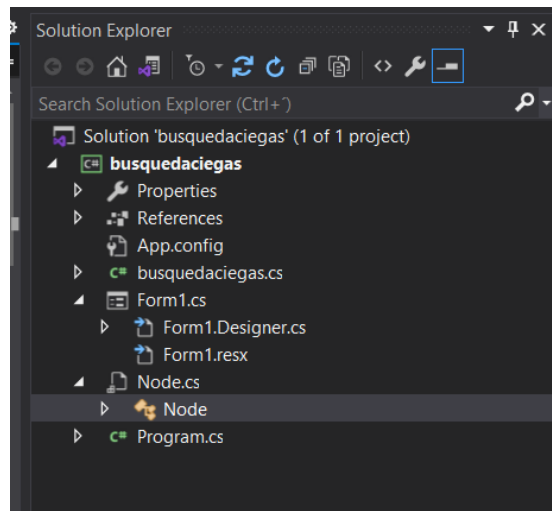 Solution Explorer
Search Solution Explorer (Ctrl+´)
Solution 'busquedaciegas' (1 of 1 project)
C# busquedaciegas
Properties
References
App.config
C# busquedaciegas.cs
Form1.cs
Form1.Designer.cs
Form1.resx
Node.cs
Node
C# Program.cs